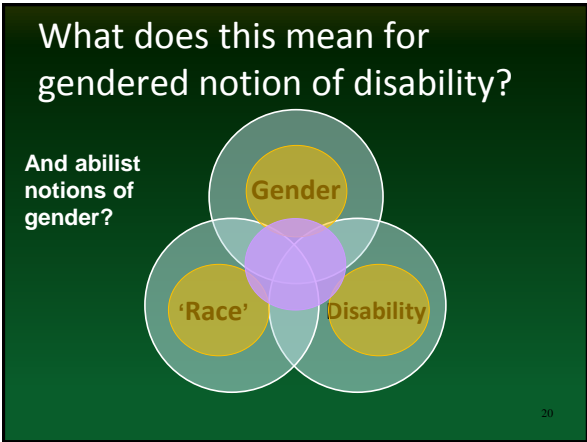 What does this mean for
gendered notion of disability?
And abilist
notions of
gender?
Gender
‘Race’
Disability
20